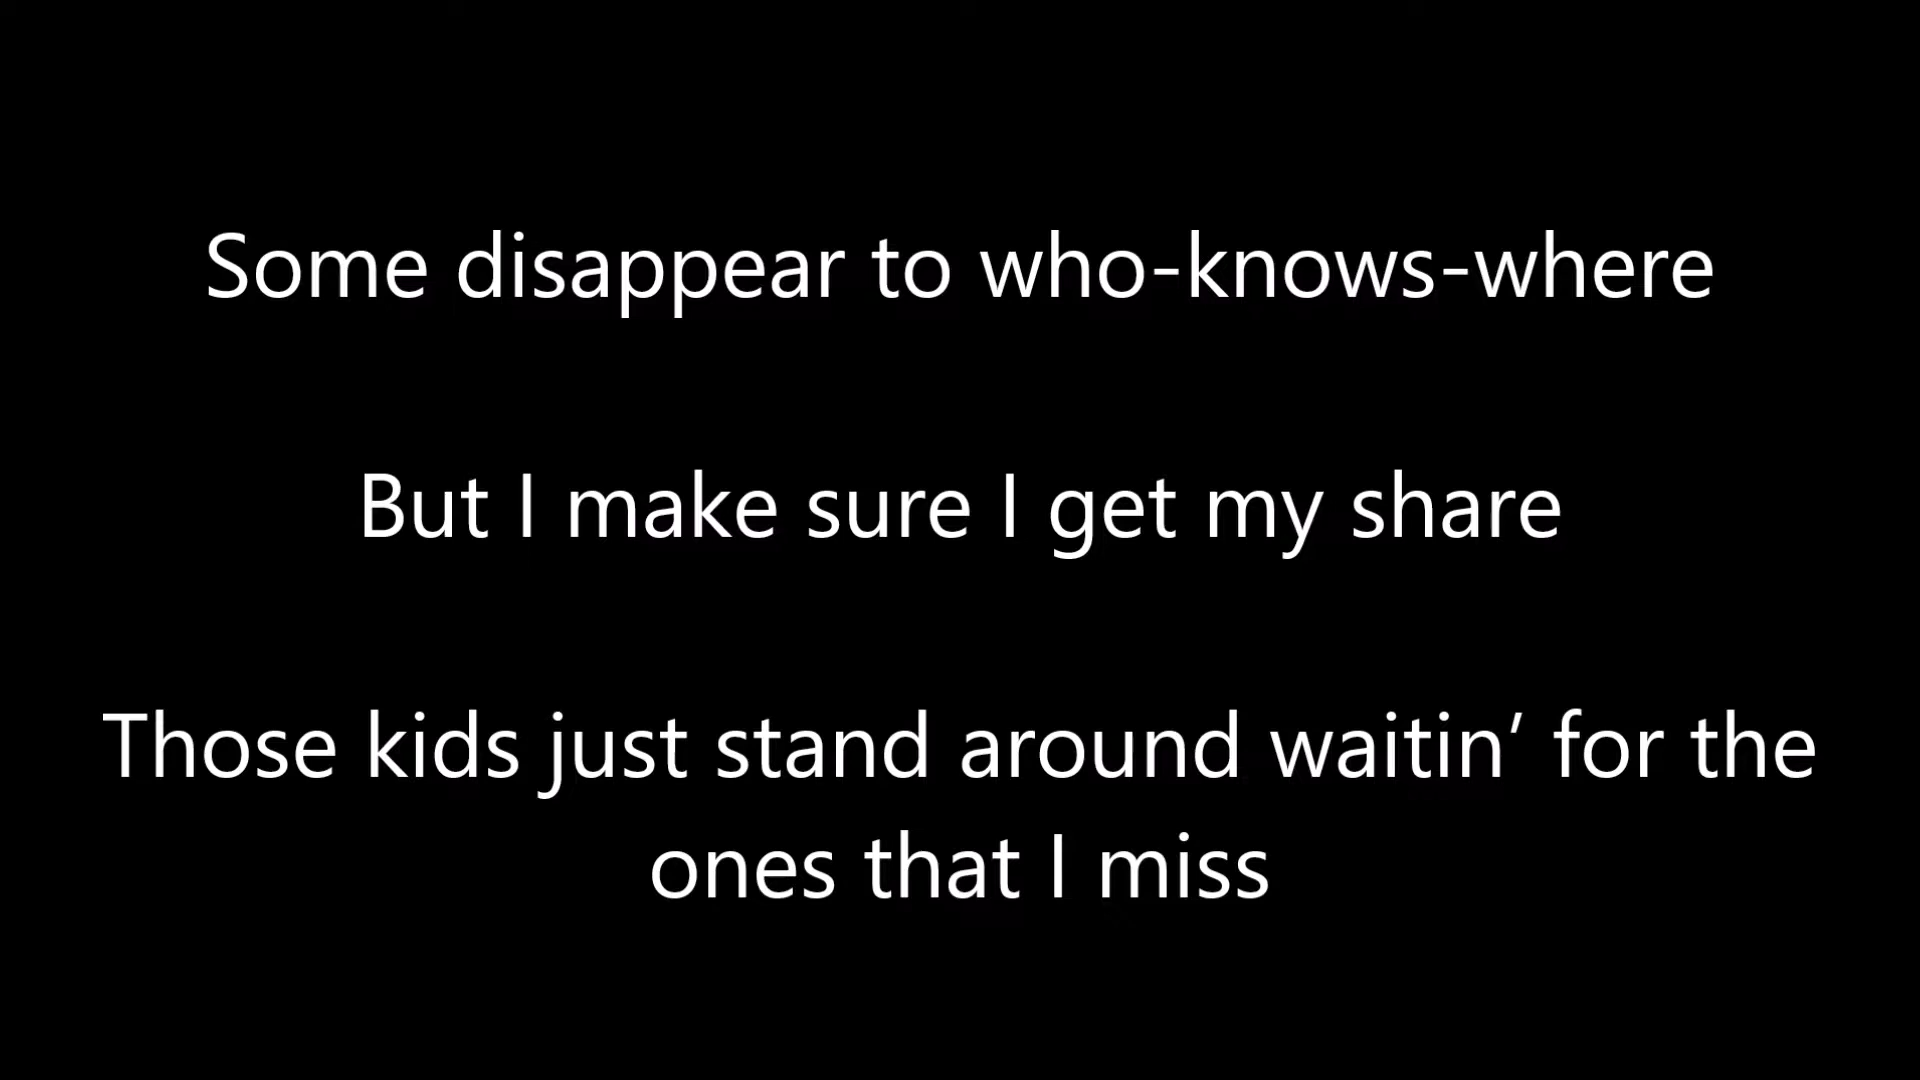 Some disappear to who-knows-where
But I make sure I get my share
Those kids just stand around waitin’ for the
ones that I miss